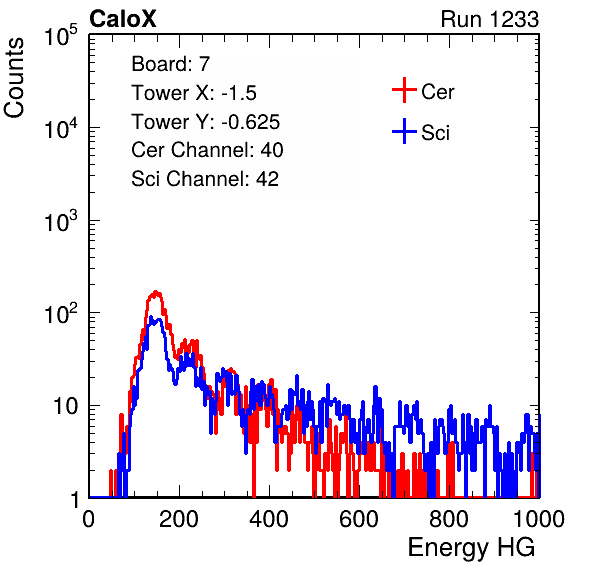 CaloX
Run 1233
Counts
10^5
10^4
10^3
10^2
10
1
Board: 7
Tower X: -1.5
Tower Y: -0.625
Cer Channel: 40
Sci Channel: 42
Cer
Sci
0 200 400 600 800 1000
Energy HG